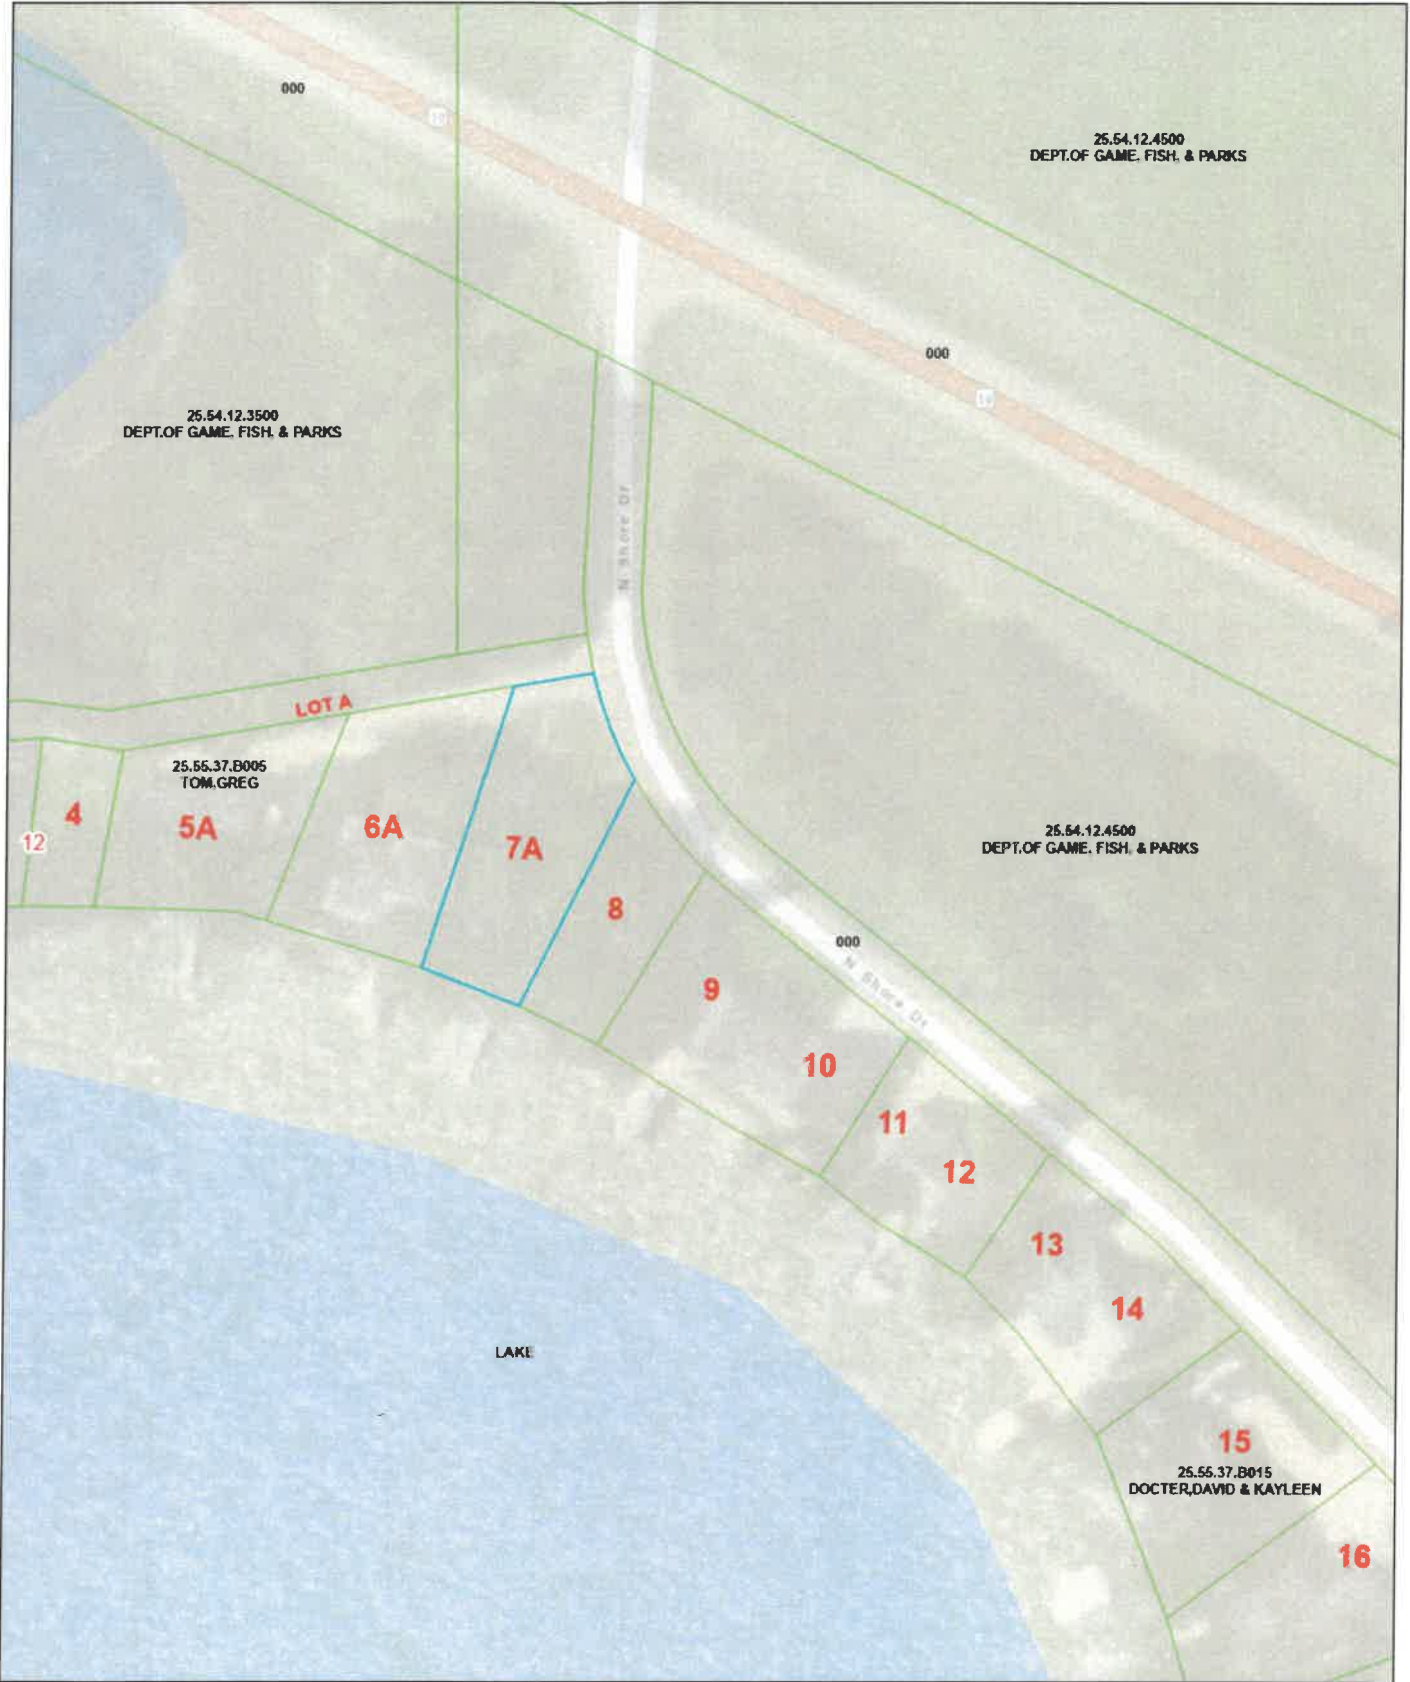 000
19
25.54.12.4500
DEPT.OF GAME, FISH, & PARKS
000
19
25.54.12.3500
DEPT.OF GAME, FISH, & PARKS
N Shore Dr
LOT A
25.55.37.B005
TOM,GREG
4
12
5A
6A
7A
8
25.54.12.4500
DEPT.OF GAME, FISH, & PARKS
9
000
N Shore Dr
10
11
12
13
14
LAKE
15
25.55.37.B015
DOCTER,DAVID & KAYLEEN
16